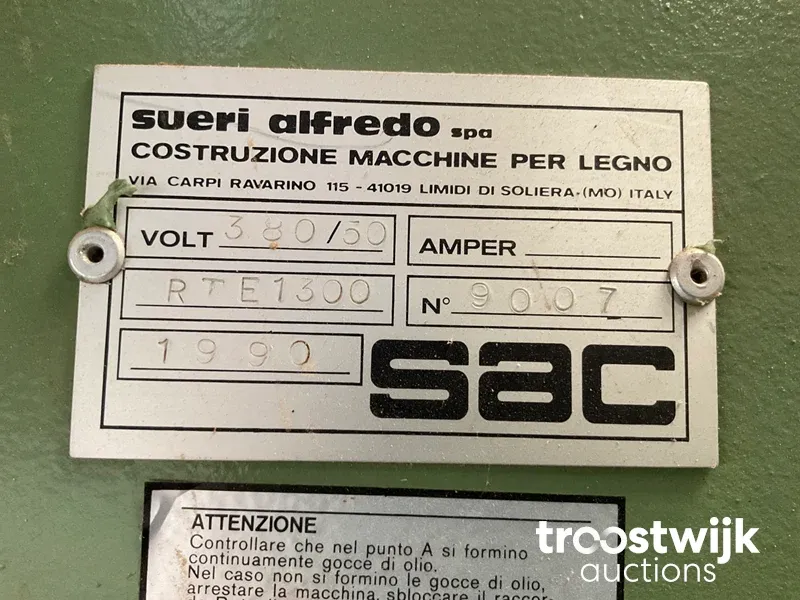 sueri alfredo spa
COSTRUZIONE MACCHINE PER LEGNO
VIA CARPI RAVARINO 115 - 41019 LIMIDI DI SOLIERA - (MO) ITALY
VOLT 380/50
AMPER
RTE1300
N° 9007
1990
sac
ATTENZIONE
Controllare che nel punto A si formino
continuamente gocce di olio.
Nel caso non si formino le gocce di olio,
arrestare la macchina, sbloccare il raccor-
troostwijk
auctions